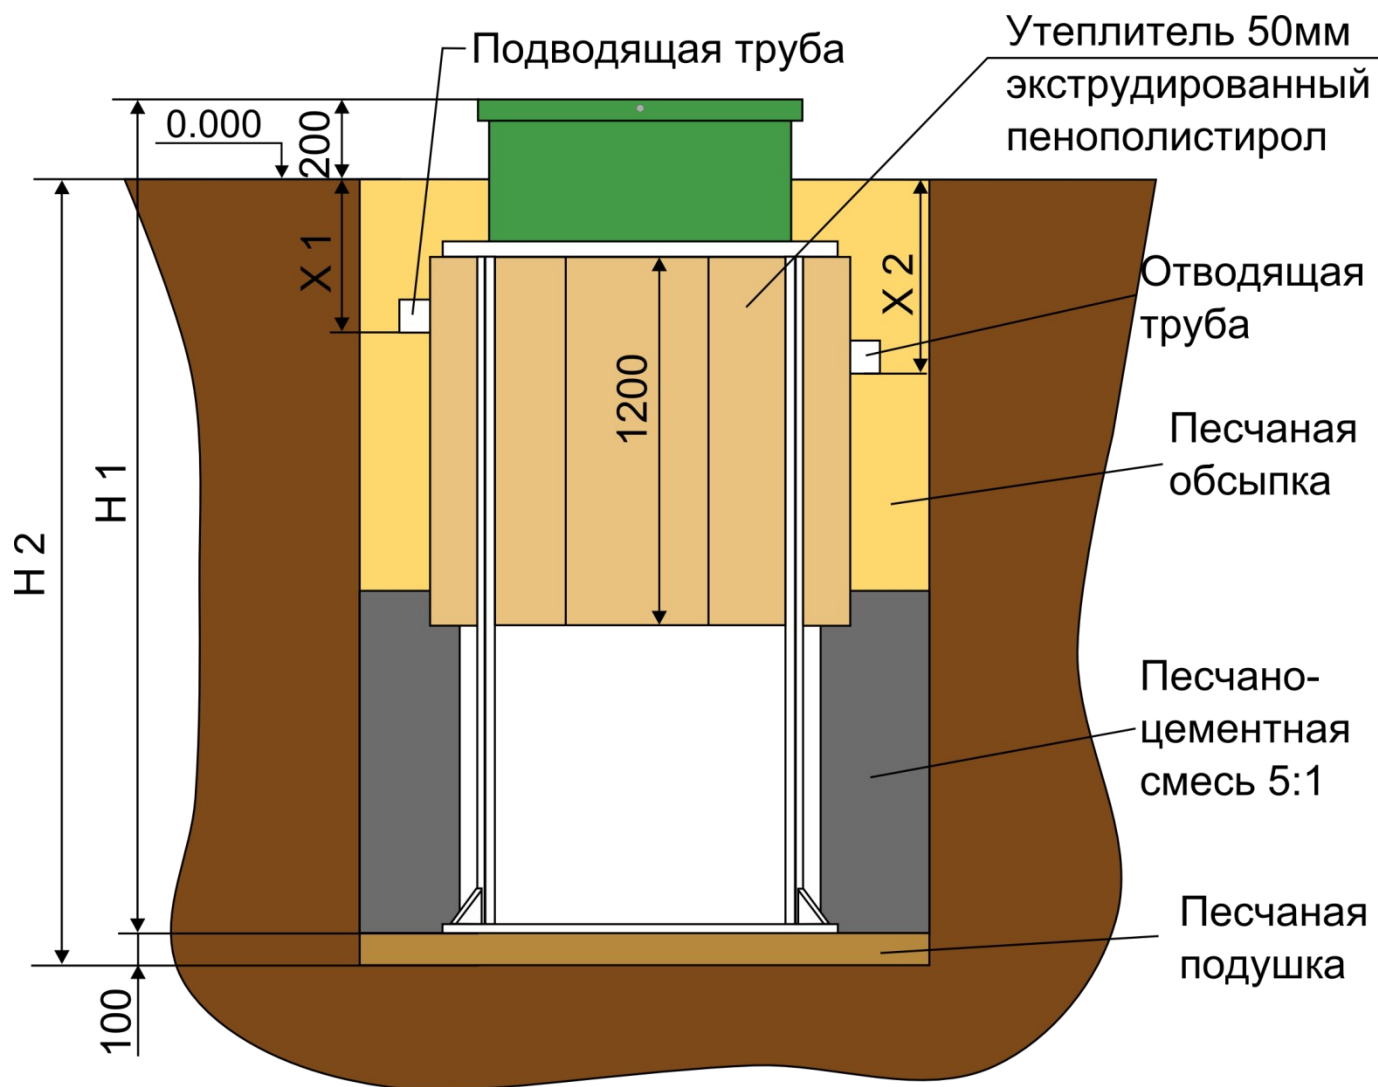 Подводящая труба
Утеплитель 50мм
экструдированный
пенополистирол
0.000
200
X 1
X 2
Отводящая
труба
1200
Песчаная
обсыпка
H 1
H 2
Песчано-
цементная
смесь 5:1
Песчаная
подушка
100